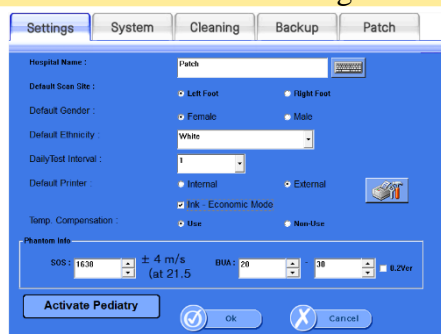 Settings System Cleaning Backup Patch
Hospital Name : Patch
Default Scan Site : Left Foot Right Foot
Default Gender : Female Male
Default Ethnicity : White
DailyTest Interval : 1
Default Printer : Internal External
Ink - Economic Mode
Temp. Compensation : Use Non-Use
Phantom Info
SOS : 1630 ± 4 m/s (at 21.5 BUA : 20 - 30 0.2Ver
Activate Pediatry Ok Cancel